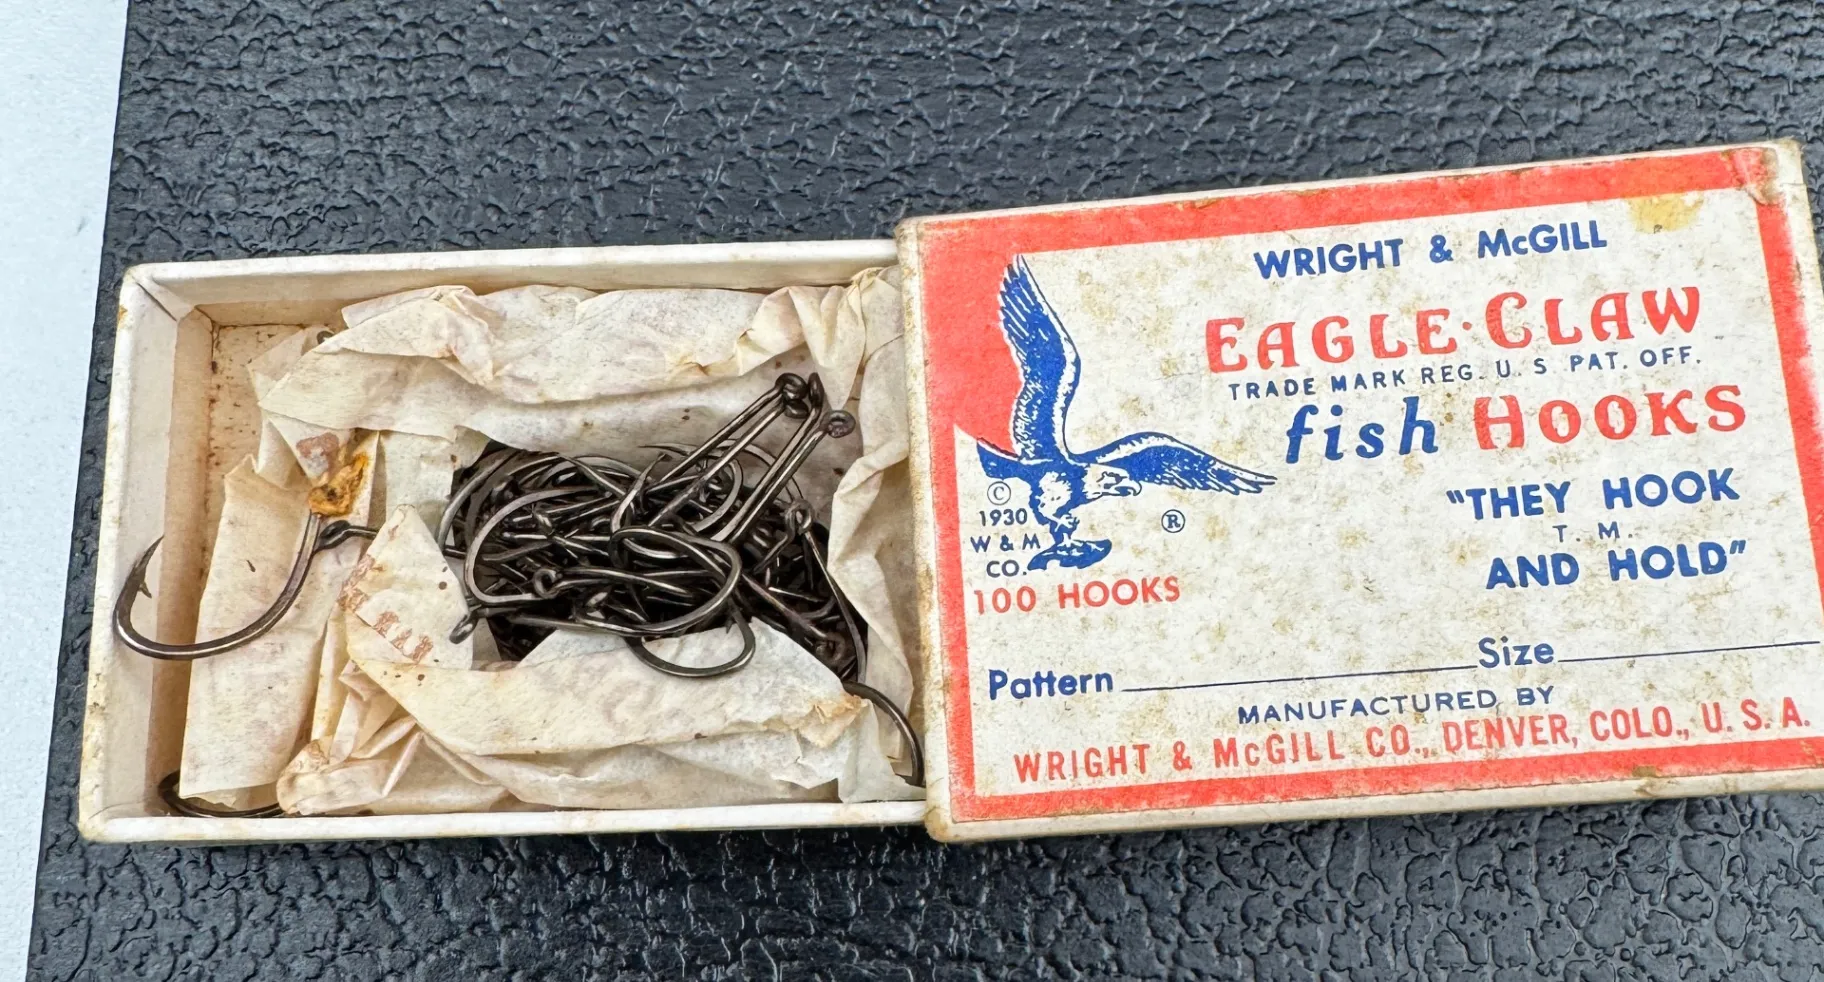 WRIGHT & McGILL
EAGLE·CLAW
TRADE MARK REG. U. S. PAT. OFF.
fish HOOKS
"THEY HOOK
T. M.
AND HOLD"
©
1930
W & M
CO.
®
100 HOOKS
Pattern Size
MANUFACTURED BY
WRIGHT & McGILL CO., DENVER, COLO., U. S. A.